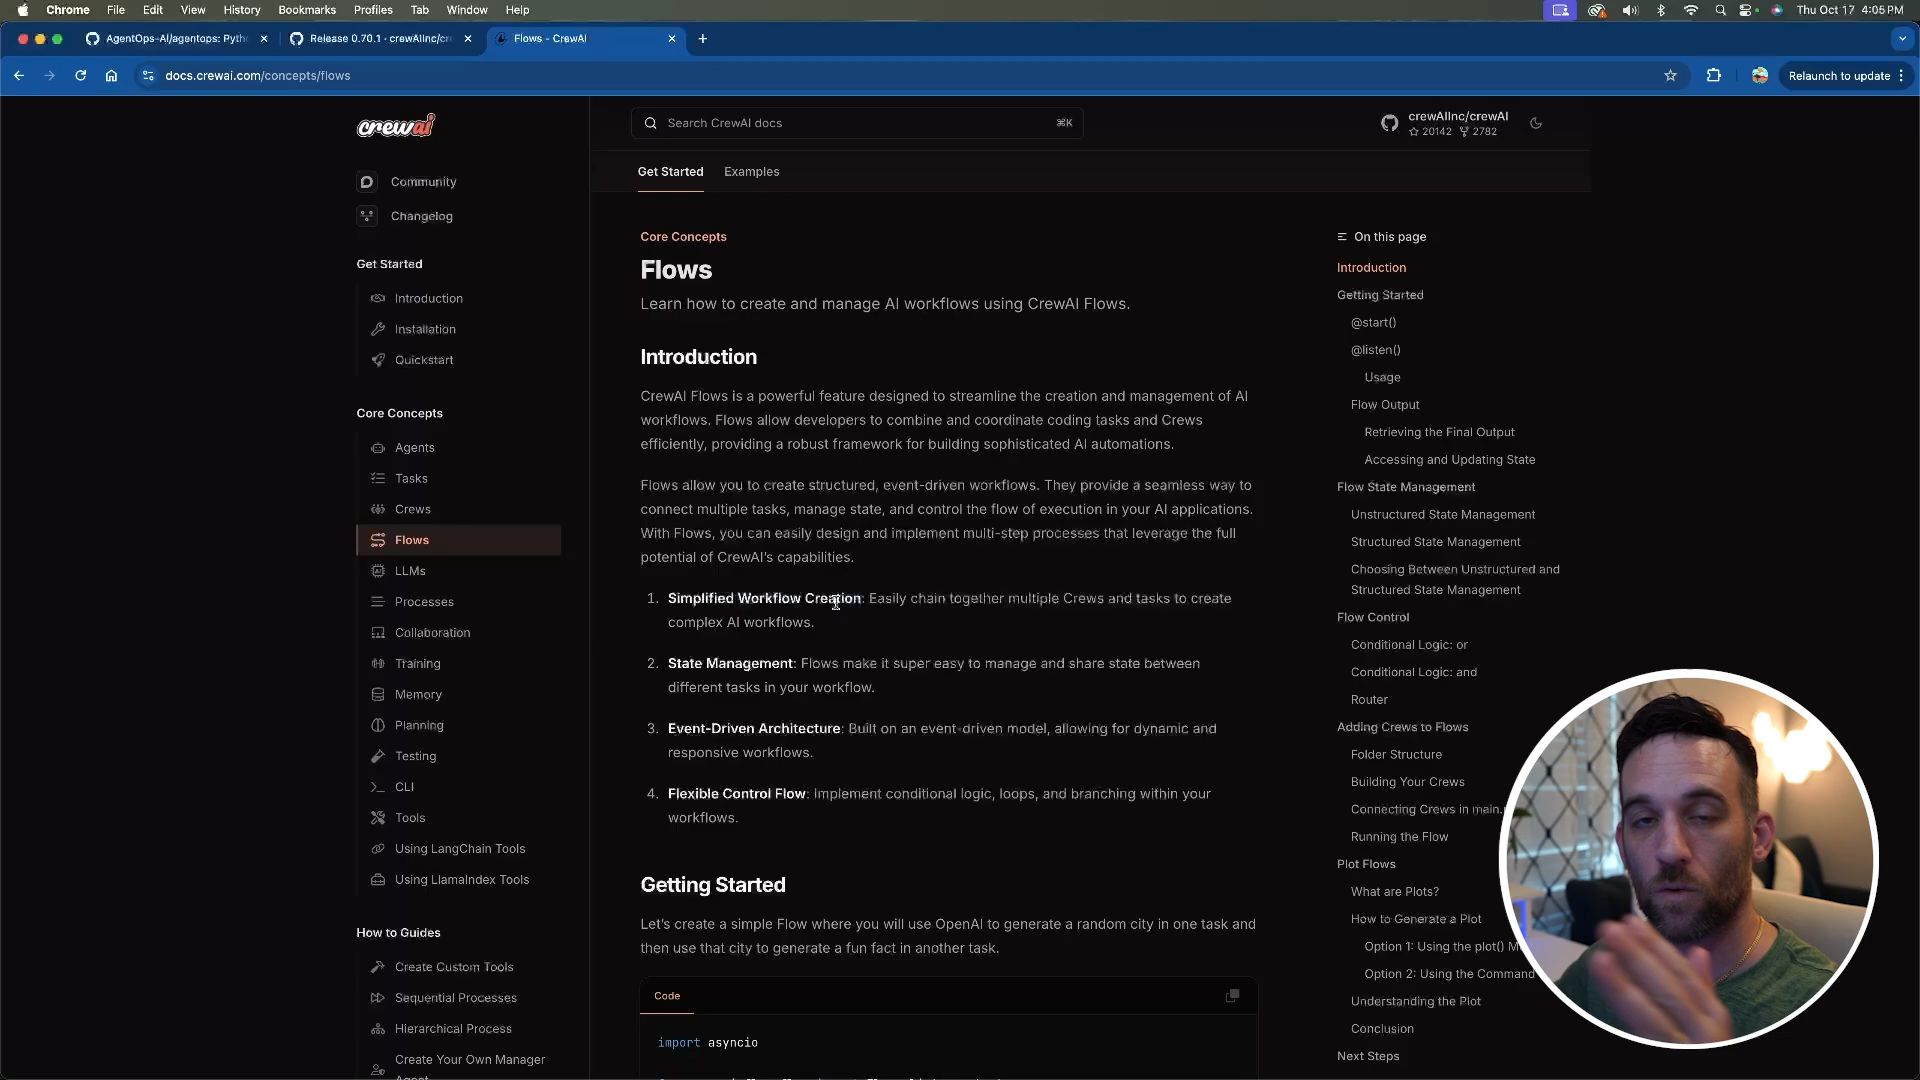 Chrome File Edit View History Bookmarks Profiles Tab Window Help
Thu Oct 17 4:05 PM
AgentOps-AI/agentops: Pyth
Release 0.70.1 · crewAIInc/cr
Flows - CrewAI
docs.crewai.com/concepts/flows
Relaunch to update
crewai
Community
Changelog
Get Started
Introduction
Installation
Quickstart
Core Concepts
Agents
Tasks
Crews
Flows
LLMs
Processes
Collaboration
Training
Memory
Planning
Testing
CLI
Tools
Using LangChain Tools
Using LlamaIndex Tools
How to Guides
Create Custom Tools
Sequential Processes
Hierarchical Process
Create Your Own Manager
Agent
Search CrewAI docs
⌘K
crewAIInc/crewAI
20142 2782
Get Started Examples
Core Concepts
Flows
Learn how to create and manage AI workflows using CrewAI Flows.
Introduction
CrewAI Flows is a powerful feature designed to streamline the creation and management of AI
workflows. Flows allow developers to combine and coordinate coding tasks and Crews
efficiently, providing a robust framework for building sophisticated AI automations.
Flows allow you to create structured, event-driven workflows. They provide a seamless way to
connect multiple tasks, manage state, and control the flow of execution in your AI applications.
With Flows, you can easily design and implement multi-step processes that leverage the full
potential of CrewAI's capabilities.
1. Simplified Workflow Creation: Easily chain together multiple Crews and tasks to create
complex AI workflows.
2. State Management: Flows make it super easy to manage and share state between
different tasks in your workflow.
3. Event-Driven Architecture: Built on an event-driven model, allowing for dynamic and
responsive workflows.
4. Flexible Control Flow: Implement conditional logic, loops, and branching within your
workflows.
Getting Started
Let's create a simple Flow where you will use OpenAI to generate a random city in one task and
then use that city to generate a fun fact in another task.
Code
import asyncio
On this page
Introduction
Getting Started
@start()
@listen()
Usage
Flow Output
Retrieving the Final Output
Accessing and Updating State
Flow State Management
Unstructured State Management
Structured State Management
Choosing Between Unstructured and
Structured State Management
Flow Control
Conditional Logic: or
Conditional Logic: and
Router
Adding Crews to Flows
Folder Structure
Building Your Crews
Connecting Crews in main.
Running the Flow
Plot Flows
What are Plots?
How to Generate a Plot
Option 1: Using the plot() M
Option 2: Using the Command
Understanding the Plot
Conclusion
Next Steps